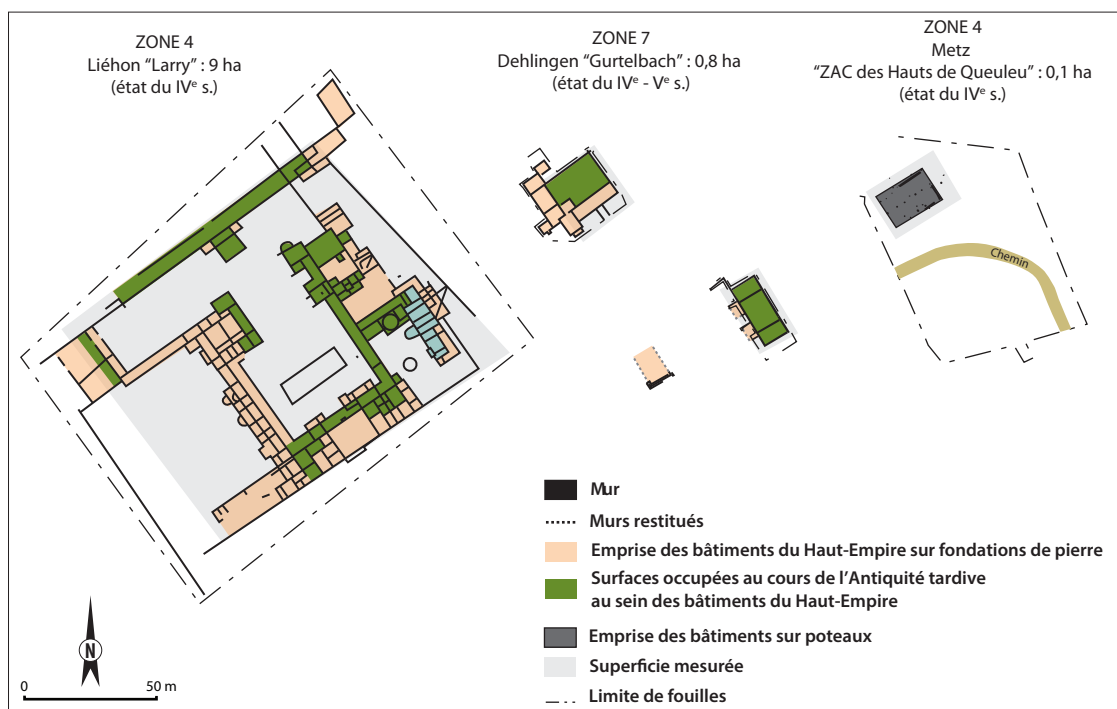 ZONE 4
Liéhon “Larry” : 9 ha
(état du IVᵉ s.)
ZONE 7
Dehlingen “Gurtelbach” : 0,8 ha
(état du IVᵉ - Vᵉ s.)
ZONE 4
Metz
“ZAC des Hauts de Queuleu” : 0,1 ha
(état du IVᵉ s.)
Chemin
Mur
Murs restitués
Emprise des bâtiments du Haut-Empire sur fondations de pierre
Surfaces occupées au cours de l’Antiquité tardive
au sein des bâtiments du Haut-Empire
Emprise des bâtiments sur poteaux
Superficie mesurée
Limite de fouilles
N
0 50 m